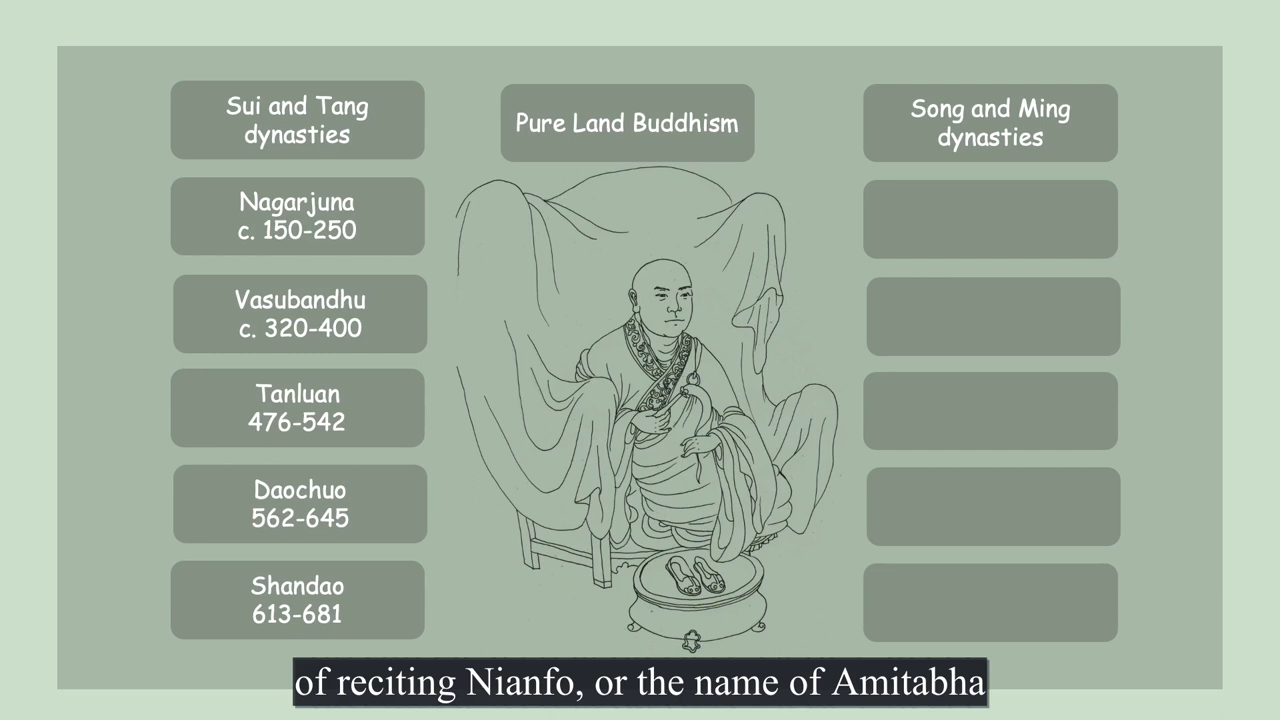 Sui and Tang
dynasties
Pure Land Buddhism
Song and Ming
dynasties
Nagarjuna
c. 150-250
Vasubandhu
c. 320-400
Tanluan
476-542
Daochuo
562-645
Shandao
613-681
of reciting Nianfo, or the name of Amitabha